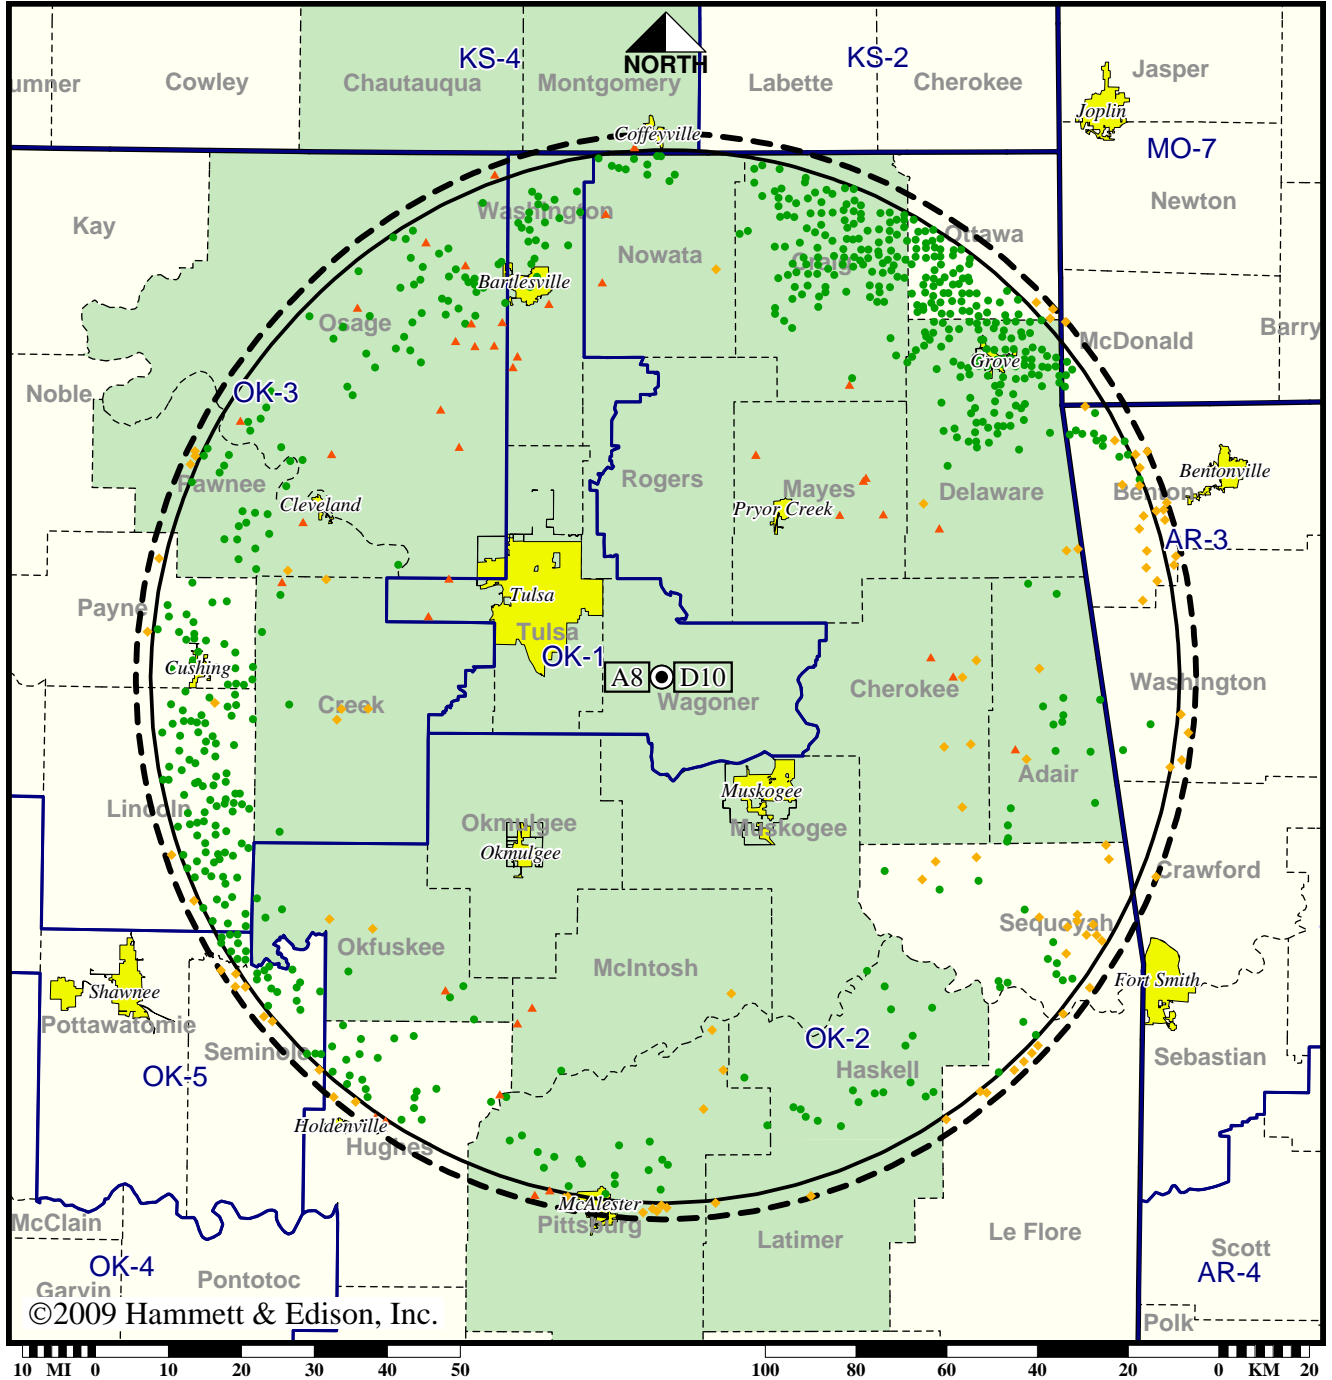 KS-4
KS-2
NORTH
umner
Cowley
Chautauqua
Montgomery
Labette
Cherokee
Jasper
Joplin
Coffeyville
MO-7
Newton
Kay
Washington
Nowata
Craig
Ottawa
Bartlesville
Osage
McDonald
Barry
Grove
Noble
OK-3
Pawnee
Cleveland
Rogers
Mayes
Pryor Creek
Delaware
Bentonville
Benton
AR-3
Payne
Tulsa
Tulsa
OK-1
Cushing
A8
D10
Wagoner
Creek
Cherokee
Washington
Adair
Lincoln
Okmulgee
Okmulgee
Muskogee
Muskogee
Crawford
Okfuskee
Sequoyah
McIntosh
Shawnee
Fort Smith
Pottawatomie
Seminole
OK-5
OK-2
Haskell
Sebastian
Holdenville
Hughes
McAlester
Pittsburg
Latimer
Le Flore
McClain
OK-4
Garvin
Pontotoc
Scott
AR-4
Polk
©2009 Hammett & Edison, Inc.
10 MI 0 10 20 30 40 50 100 80 60 40 20 0 KM 20